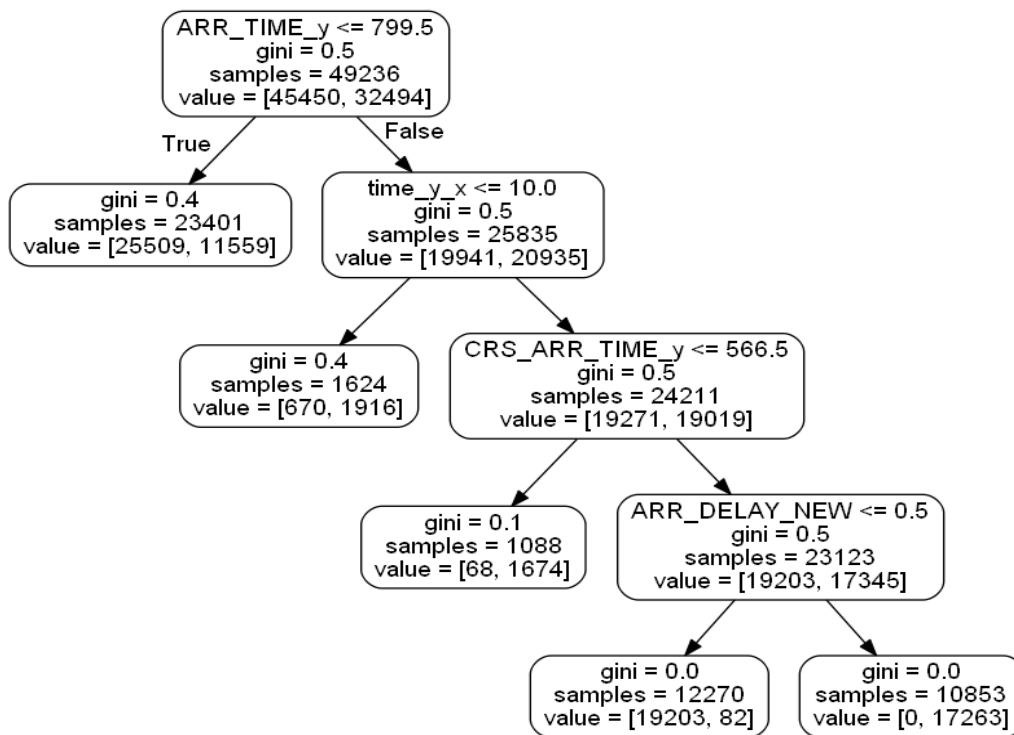 ARR_TIME_y <= 799.5
gini = 0.5
samples = 49236
value = [45450, 32494]
True
False
gini = 0.4
samples = 23401
value = [25509, 11559]
time_y_x <= 10.0
gini = 0.5
samples = 25835
value = [19941, 20935]
gini = 0.4
samples = 1624
value = [670, 1916]
CRS_ARR_TIME_y <= 566.5
gini = 0.5
samples = 24211
value = [19271, 19019]
gini = 0.1
samples = 1088
value = [68, 1674]
ARR_DELAY_NEW <= 0.5
gini = 0.5
samples = 23123
value = [19203, 17345]
gini = 0.0
samples = 12270
value = [19203, 82]
gini = 0.0
samples = 10853
value = [0, 17263]